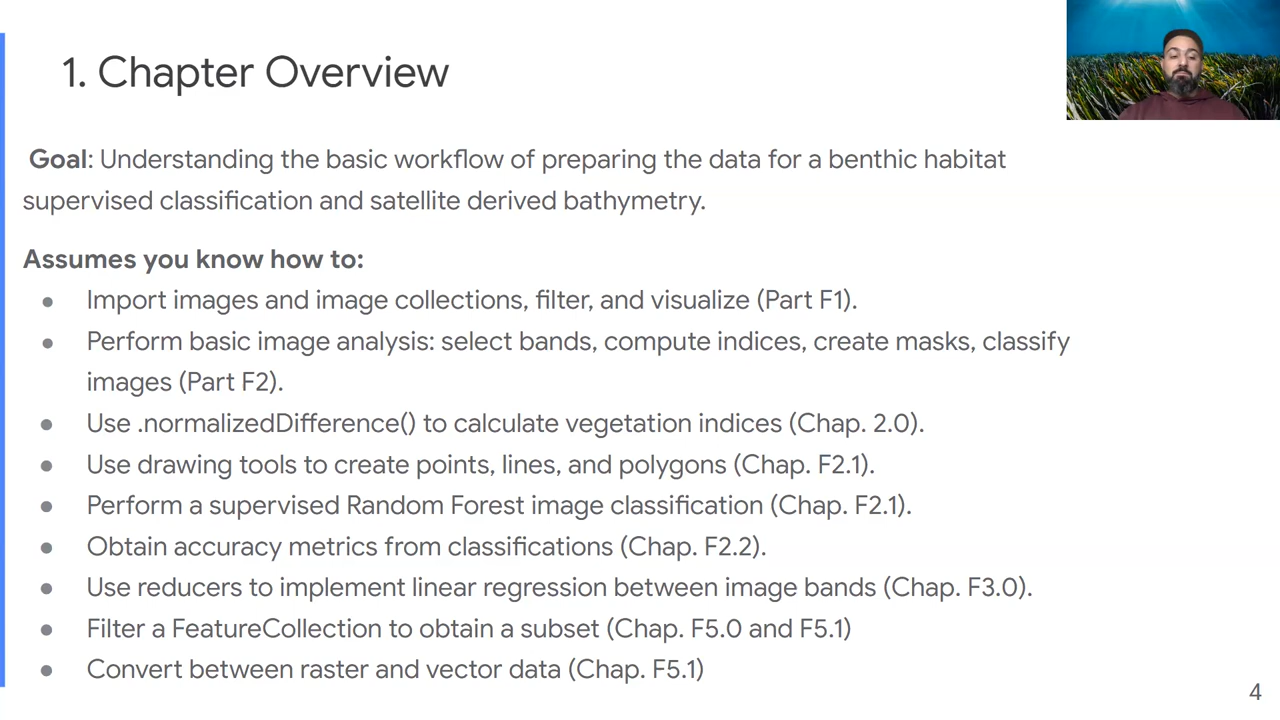 1. Chapter Overview
Goal: Understanding the basic workflow of preparing the data for a benthic habitat
supervised classification and satellite derived bathymetry.
Assumes you know how to:
● Import images and image collections, filter, and visualize (Part F1).
● Perform basic image analysis: select bands, compute indices, create masks, classify
images (Part F2).
● Use .normalizedDifference() to calculate vegetation indices (Chap. 2.0).
● Use drawing tools to create points, lines, and polygons (Chap. F2.1).
● Perform a supervised Random Forest image classification (Chap. F2.1).
● Obtain accuracy metrics from classifications (Chap. F2.2).
● Use reducers to implement linear regression between image bands (Chap. F3.0).
● Filter a FeatureCollection to obtain a subset (Chap. F5.0 and F5.1)
● Convert between raster and vector data (Chap. F5.1)
4